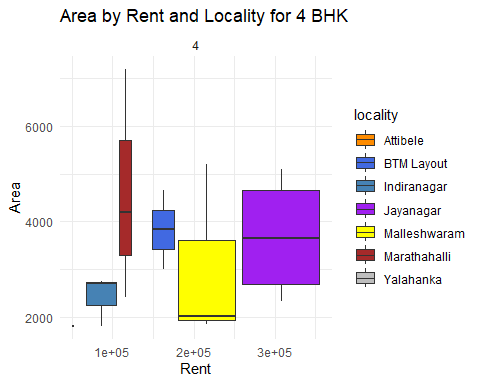 Area by Rent and Locality for 4 BHK
4
Area
6000
4000
2000
1e+05
2e+05
3e+05
Rent
locality
Attibele
BTM Layout
Indiranagar
Jayanagar
Malleshwaram
Marathahalli
Yalahanka